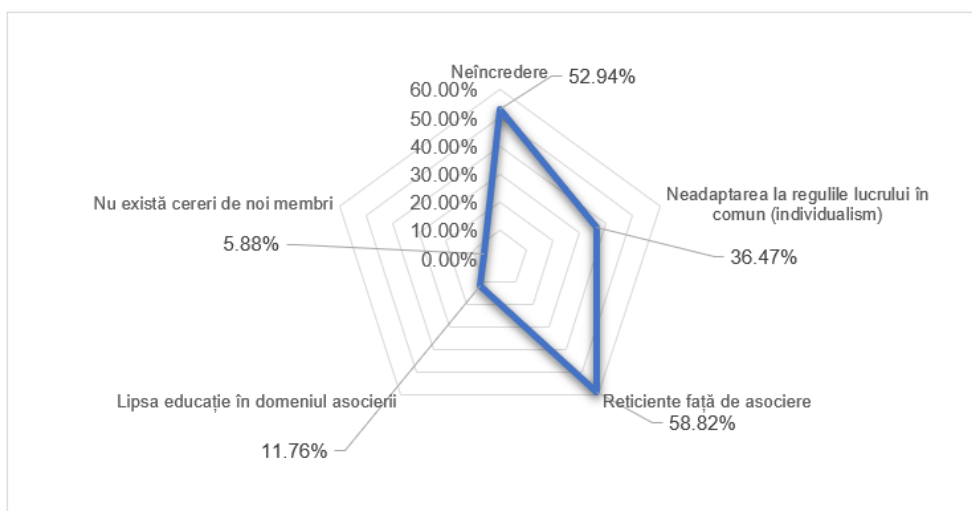 Neîncredere
52.94%
60.00%
50.00%
40.00%
30.00%
20.00%
10.00%
0.00%
Neadaptarea la regulile lucrului în
comun (individualism)
36.47%
Nu există cereri de noi membri
5.88%
Lipsa educație în domeniul asocierii
11.76%
Reticiente față de asociere
58.82%